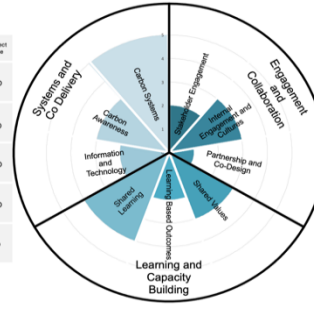 Systems and
Co Delivery
Engagement
and
Collaboration
Learning and
Capacity
Building
Carbon Systems
Stakeholder Engagement
Internal
Engagement and
Cultures
Partnership and
Co-Design
Shared Values
Learning Based Outcomes
Shared
Learning
Information
and
Technology
Carbon
Awareness